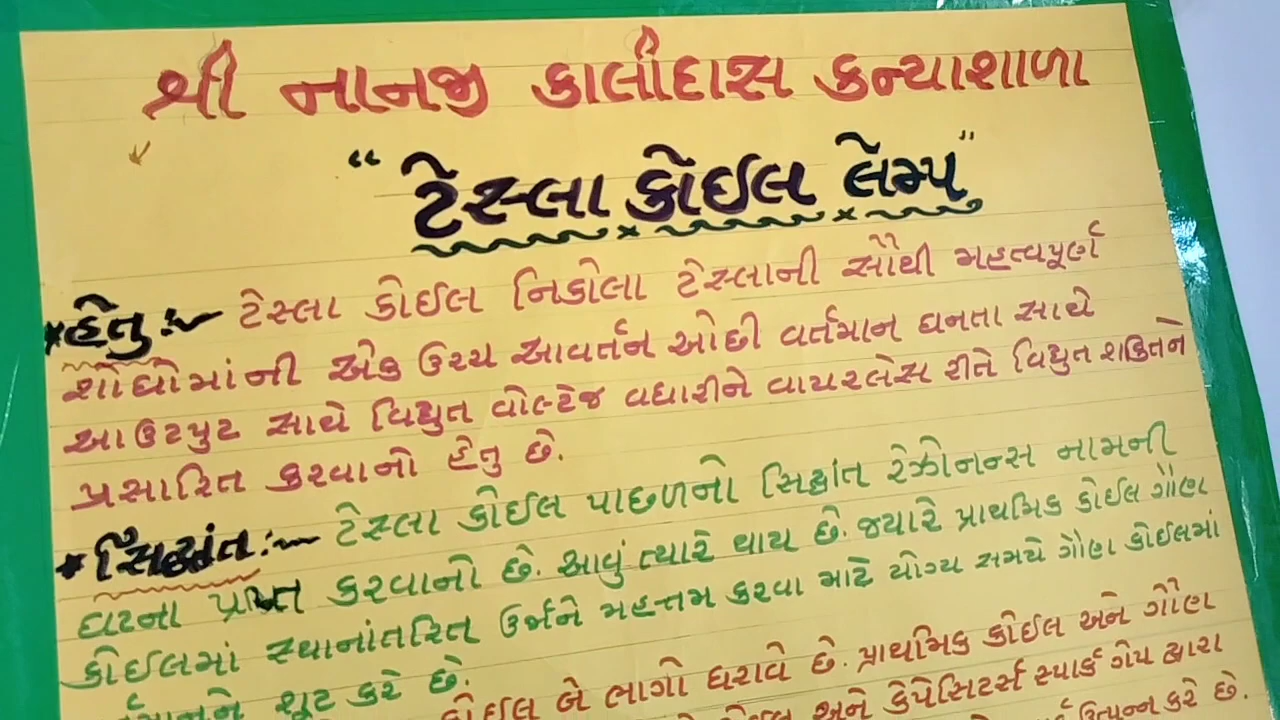 શ્રી નાનજી કાલીદાસ કન્યાશાળા
"ટેસ્લા કોઈલ લેમ્પ"
*હેતુ:- ટેસ્લા કોઈલ નિકોલા ટેસ્લાની સૌથી મહત્વપૂર્ણ
શોધોમાંની એક ઉચ્ચ આવર્તન ઓછી વર્તમાન ઘનતા સાથે
આઉટપુટ સાથે વિદ્યુત વોલ્ટેજ વધારીને વાયરલેસ રીતે વિદ્યુત શક્તિને
પ્રસારિત કરવાનો હેતુ છે.
*સિદ્ધાંત:- ટેસ્લા કોઈલ પાછળનો સિદ્ધાંત રેઝોનન્સ નામની
ઘટના પ્રાપ્ત કરવાનો છે. આવું ત્યારે થાય છે. જ્યારે પ્રાથમિક કોઈલ ગૌણ
કોઈલમાં સ્થાનાંતરિત ઉર્જાને મહત્તમ કરવા માટે યોગ્ય સમયે ગૌણ કોઈલમાં
શૂટ કરે છે.
કોઈલ બે ભાગો ધરાવે છે. પ્રાથમિક કોઈલ અને ગૌણ
અને કેપેસિટર્સ સ્પાર્ક ગેપ દ્વારા
ઉત્પન્ન કરે છે.